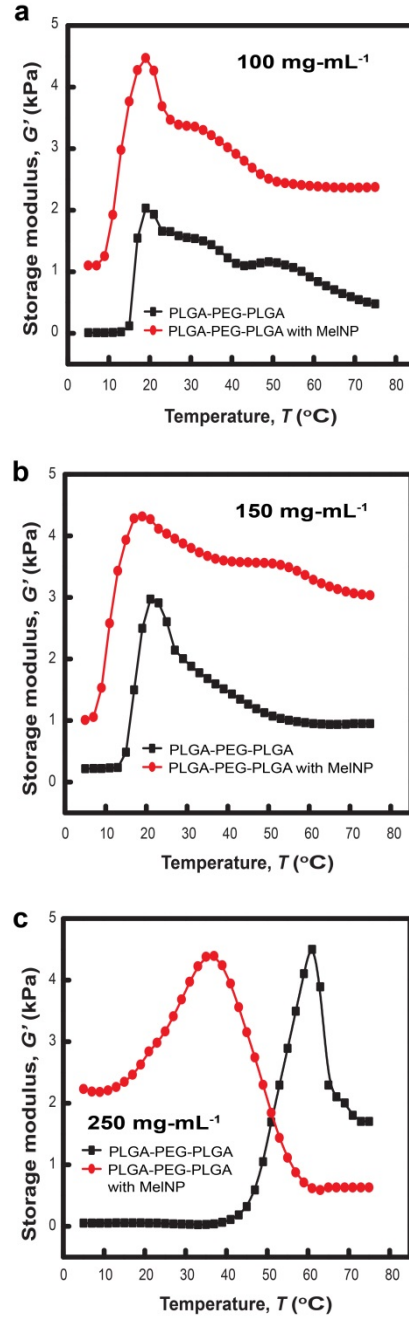 a
5
100 mg-mL⁻¹
4
3
2
1
0
Storage modulus, G' (kPa)
PLGA-PEG-PLGA
PLGA-PEG-PLGA with MelNP
0 10 20 30 40 50 60 70 80
Temperature, T (°C)
b
5
150 mg-mL⁻¹
4
3
2
1
0
Storage modulus, G' (kPa)
PLGA-PEG-PLGA
PLGA-PEG-PLGA with MelNP
0 10 20 30 40 50 60 70 80
Temperature, T (°C)
c
5
4
3
2
1
0
Storage modulus, G' (kPa)
250 mg-mL⁻¹
PLGA-PEG-PLGA
PLGA-PEG-PLGA
with MelNP
0 10 20 30 40 50 60 70 80
Temperature, T (°C)